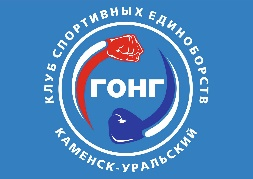 КЛУБ СПОРТИВНЫХ ЕДИНОБОРСТВ
ГОНГ
КАМЕНСК-УРАЛЬСКИЙ